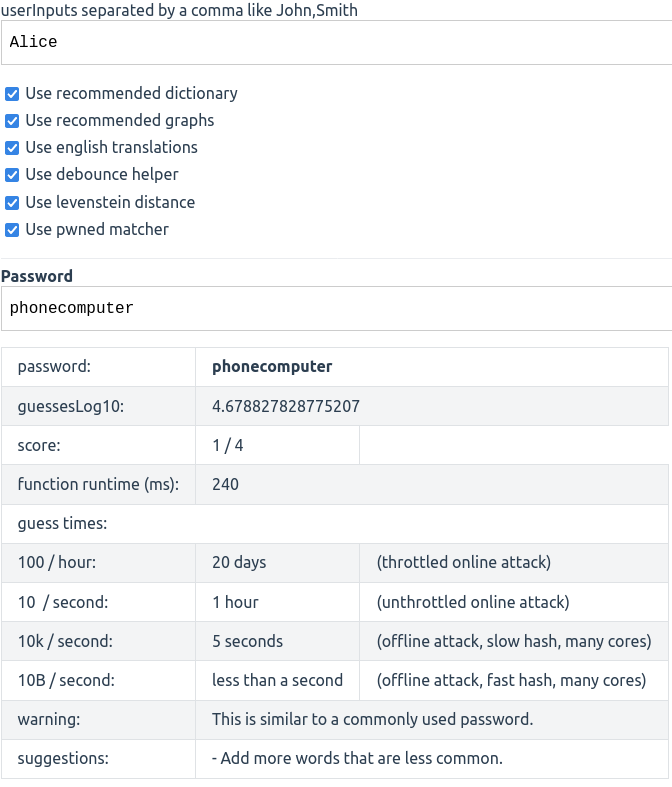 userInputs separated by a comma like John,Smith
Alice
Use recommended dictionary
Use recommended graphs
Use english translations
Use debounce helper
Use levenstein distance
Use pwned matcher
Password
phonecomputer
password: phonecomputer
guessesLog10: 4.678827828775207
score: 1 / 4
function runtime (ms): 240
guess times:
100 / hour: 20 days (throttled online attack)
10 / second: 1 hour (unthrottled online attack)
10k / second: 5 seconds (offline attack, slow hash, many cores)
10B / second: less than a second (offline attack, fast hash, many cores)
warning: This is similar to a commonly used password.
suggestions: - Add more words that are less common.